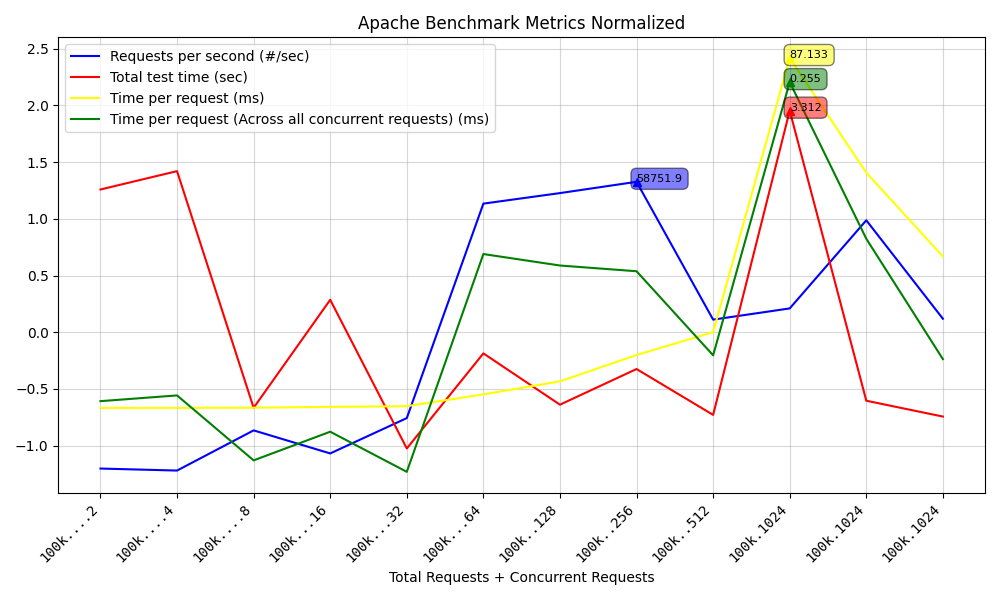 Apache Benchmark Metrics Normalized
Requests per second (#/sec)
Total test time (sec)
Time per request (ms)
Time per request (Across all concurrent requests) (ms)
2.5
2.0
1.5
1.0
0.5
0.0
−0.5
−1.0
87.133
0.255
3.312
58751.9
100k....2
100k....4
100k....8
100k...16
100k...32
100k...64
100k..128
100k..256
100k..512
100k.1024
100k.1024
100k.1024
Total Requests + Concurrent Requests